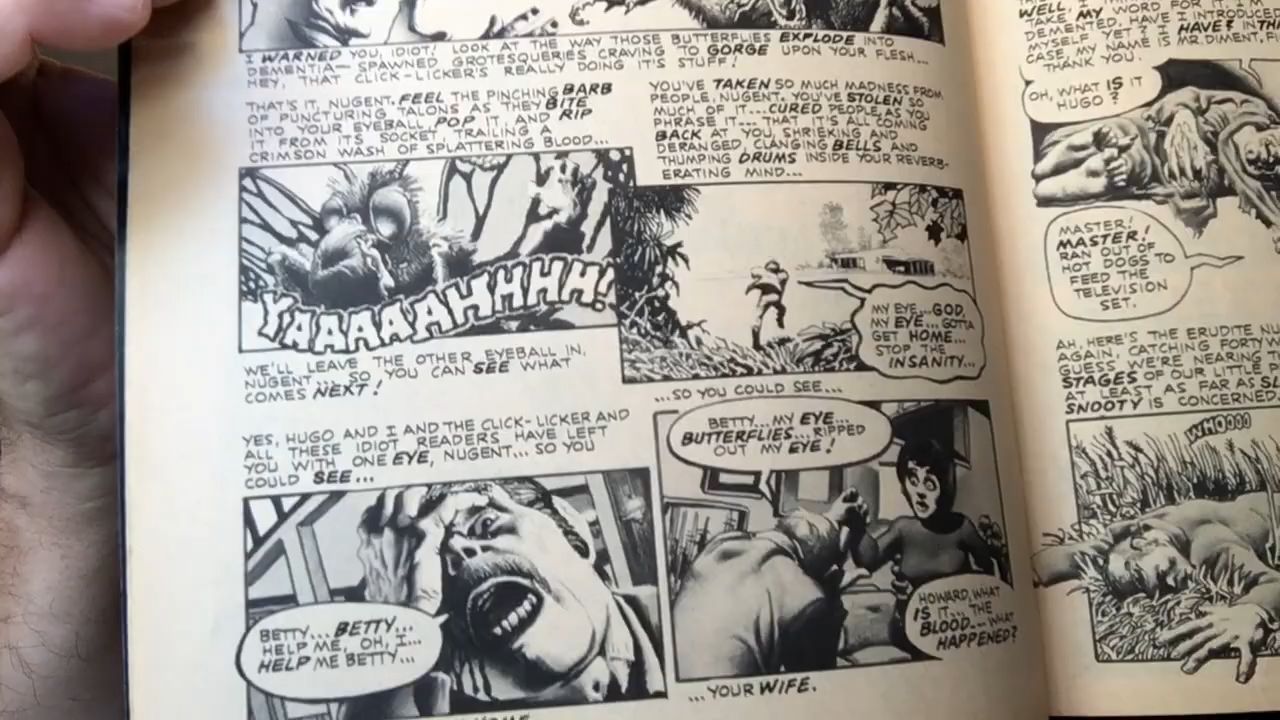 I WARNED YOU, IDIOT! LOOK AT THE WAY THOSE BUTTERFLIES EXPLODE INTO
DEMENTIA—SPAWNED GROTESQUERIES CRAVING TO GORGE UPON YOUR FLESH...
HEY, THAT CLICK-LICKER'S REALLY DOING IT'S STUFF!
THAT'S IT, NUGENT. FEEL THE PINCHING BARB
OF PUNCTURING TALONS AS THEY BITE
INTO YOUR EYEBALL, POP IT, AND RIP
IT FROM ITS SOCKET, TRAILING A
CRIMSON WASH OF SPLATTERING BLOOD...
YOU'VE TAKEN SO MUCH MADNESS FROM
PEOPLE, NUGENT. YOU'VE STOLEN SO
MUCH OF IT...CURED PEOPLE, AS YOU
PHRASE IT... THAT IT'S ALL COMING
BACK AT YOU, SHRIEKING AND
DERANGED, CLANGING BELLS AND
THUMPING DRUMS INSIDE YOUR REVERB-
ERATING MIND...
YAAAAAAHHHHH!
MY EYE...GOD,
MY EYE... GOTTA
GET HOME...
STOP THE
INSANITY...
WE'LL LEAVE THE OTHER EYEBALL IN,
NUGENT... SO YOU CAN SEE WHAT
COMES NEXT!
...SO YOU COULD SEE...
YES, HUGO AND I AND THE CLICK-LICKER AND
ALL THESE IDIOT READERS HAVE LEFT
YOU WITH ONE EYE, NUGENT... SO YOU
COULD SEE...
BETTY...MY EYE...
BUTTERFLIES...RIPPED
OUT MY EYE!
BETTY... BETTY...
HELP ME, OH, I...
HELP ME BETTY...
HOWARD, WHAT
IS IT... THE
BLOOD... WHAT
HAPPENED?
...YOUR WIFE.
WELL, I
TAKE MY WORD FOR IT, I'M
DEMENTED. HAVE I INTRODUCED
MYSELF YET? I HAVE? IN TH
CASE, MY NAME IS MR. DIMENT, F
THANK YOU.
OH, WHAT IS IT
HUGO?
MASTER!
MASTER!
RAN OUT OF
HOT DOGS TO
FEED THE
TELEVISION
SET.
AH, HERE'S THE ERUDITE NU
AGAIN, CATCHING FORTY W
GUESS WE'RE NEARING T
STAGES OF OUR LITTLE P
AT LEAST AS FAR AS S
SNOOTY IS CONCERNED
WHOOOO